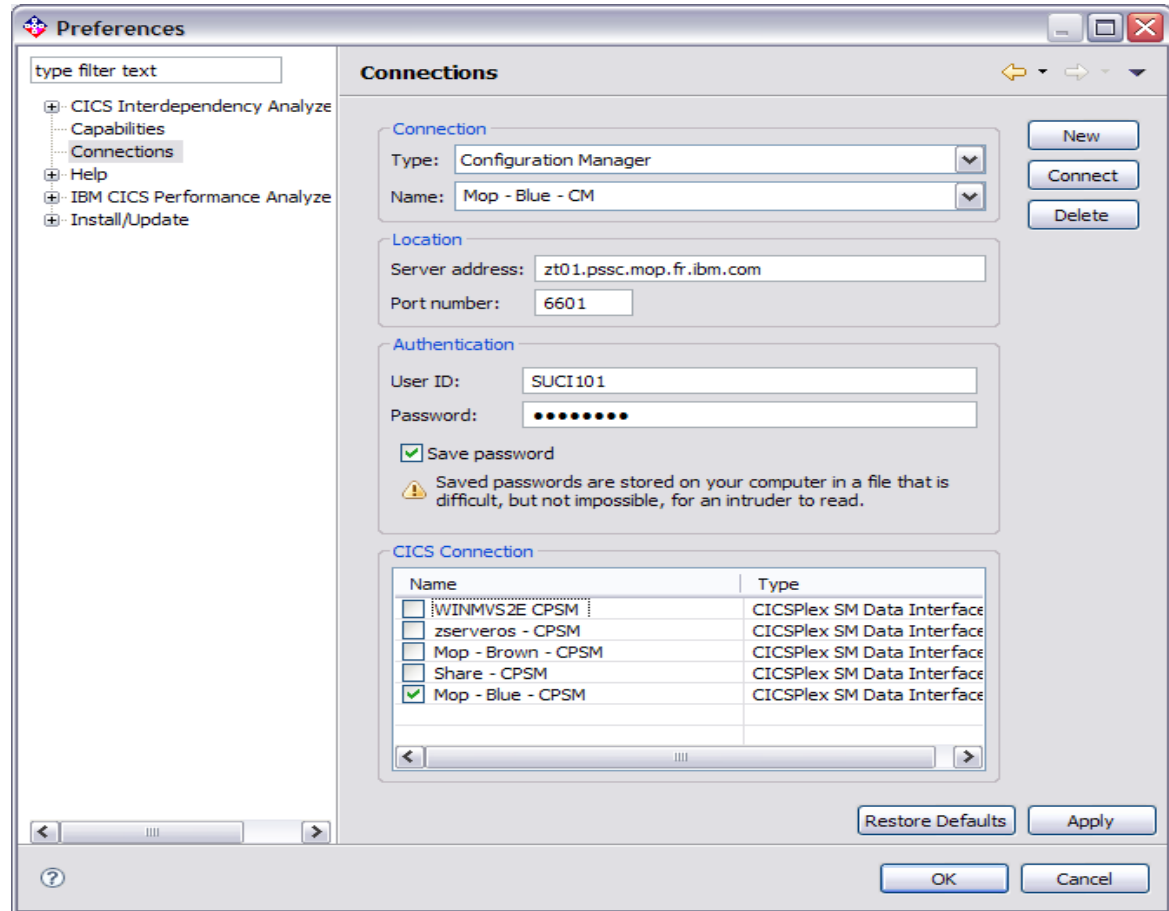 Preferences
type filter text
CICS Interdependency Analyze
Capabilities
Connections
Help
IBM CICS Performance Analyze
Install/Update
Connections
Connection
Type: Configuration Manager
Name: Mop - Blue - CM
New
Connect
Delete
Location
Server address: zt01.pssc.mop.fr.ibm.com
Port number: 6601
Authentication
User ID: SUCI101
Password: ●●●●●●●●
Save password
Saved passwords are stored on your computer in a file that is
difficult, but not impossible, for an intruder to read.
CICS Connection
Name Type
WINMVS2E CPSM CICSPlex SM Data Interface
zserveros - CPSM CICSPlex SM Data Interface
Mop - Brown - CPSM CICSPlex SM Data Interface
Share - CPSM CICSPlex SM Data Interface
Mop - Blue - CPSM CICSPlex SM Data Interface
Restore Defaults Apply
? OK Cancel